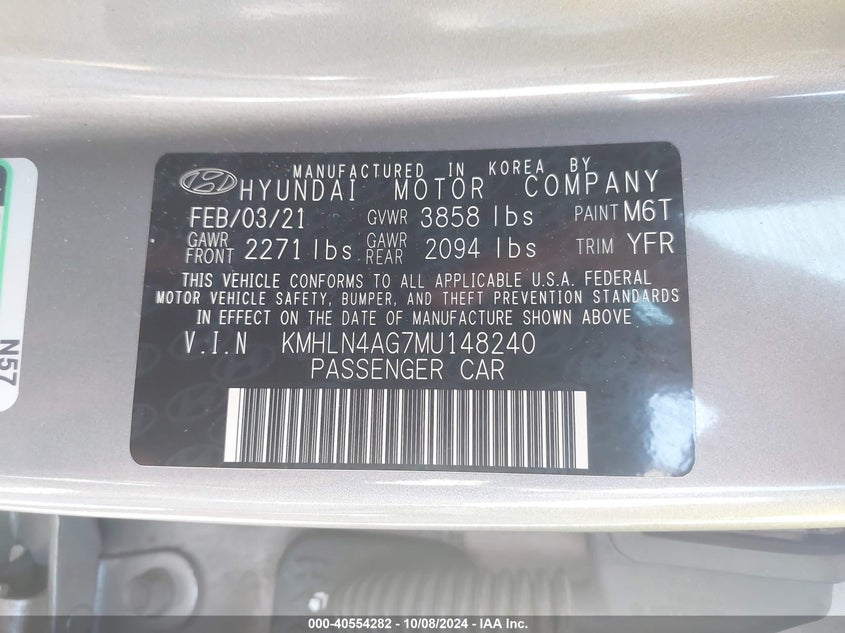 MANUFACTURED IN KOREA BY
HYUNDAI MOTOR COMPANY
FEB/03/21 GVWR 3858 lbs PAINT M6T
GAWR FRONT 2271 lbs GAWR REAR 2094 lbs TRIM YFR
THIS VEHICLE CONFORMS TO ALL APPLICABLE U.S.A. FEDERAL
MOTOR VEHICLE SAFETY, BUMPER, AND THEFT PREVENTION STANDARDS
IN EFFECT ON THE DATE OF MANUFACTURE SHOWN ABOVE
V.I.N KMHLN4AG7MU148240
PASSENGER CAR
N57
000-40554282 - 10/08/2024 - IAA Inc.